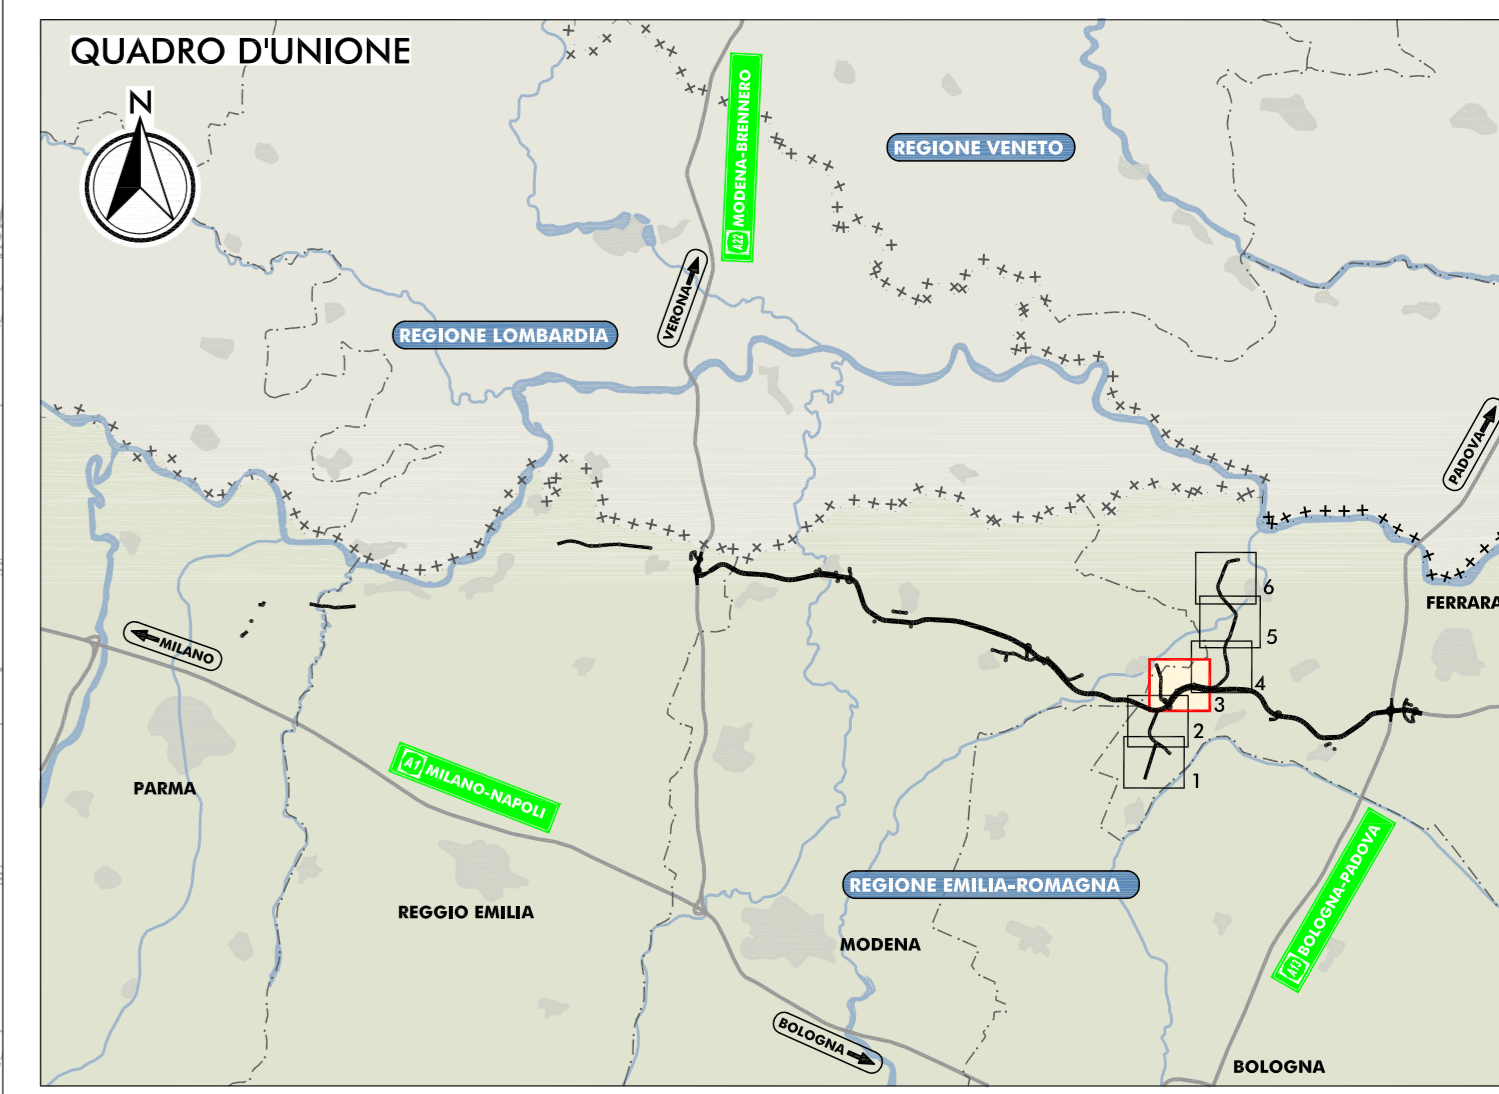 QUADRO D'UNIONE
N
A22 MODENA-BRENNERO
REGIONE VENETO
VERONA
REGIONE LOMBARDIA
PADOVA
6
FERRARA
5
MILANO
4
3
2
1
PARMA
A1 MILANO-NAPOLI
A13 BOLOGNA-PADOVA
REGIONE EMILIA-ROMAGNA
REGGIO EMILIA
MODENA
BOLOGNA
BOLOGNA